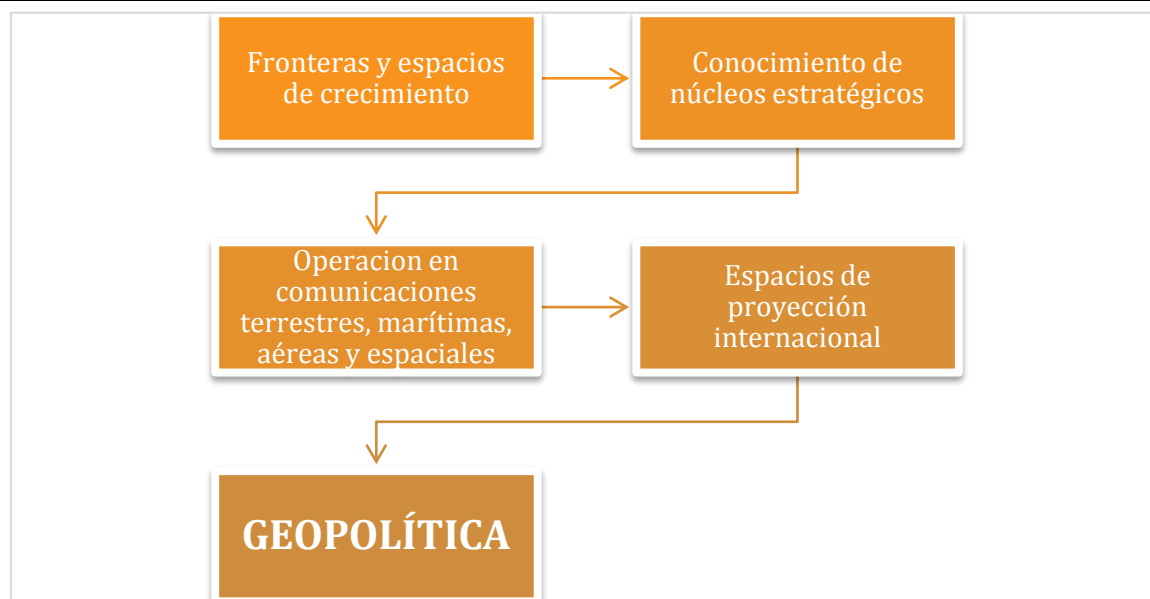 Fronteras y espacios
de crecimiento
Conocimiento de
núcleos estratégicos
Operacion en
comunicaciones
terrestres, marítimas,
aéreas y espaciales
Espacios de
proyección
internacional
GEOPOLÍTICA